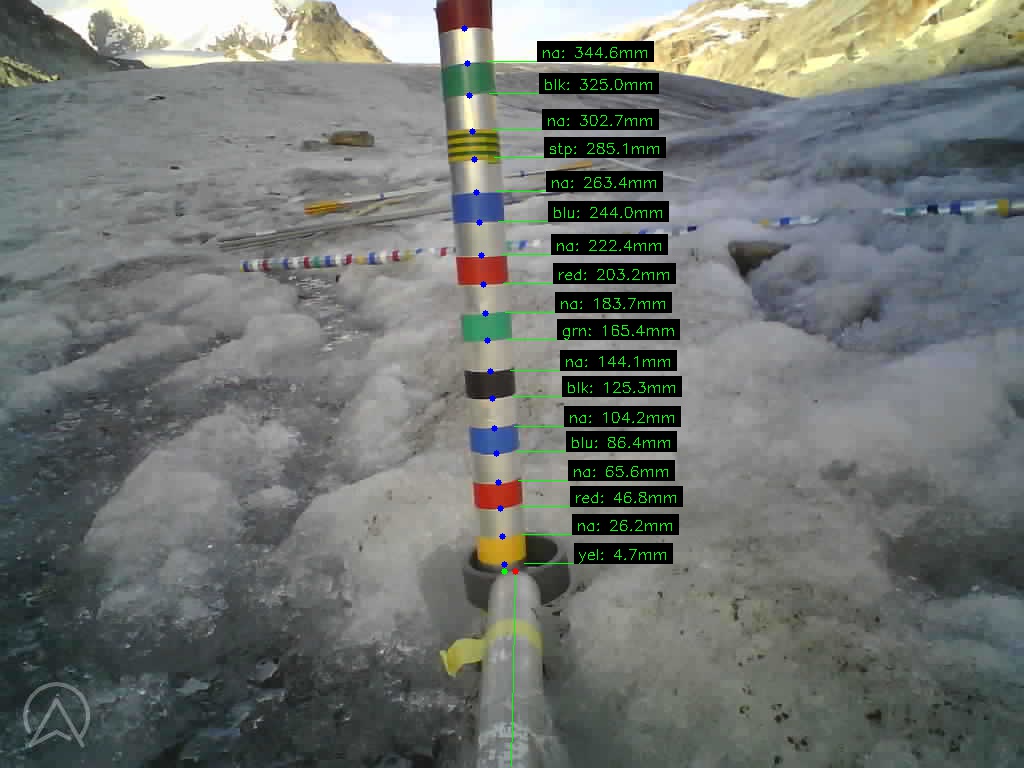 na: 344.6mm
blk: 325.0mm
na: 302.7mm
stp: 285.1mm
na: 263.4mm
blu: 244.0mm
na: 222.4mm
red: 203.2mm
na: 183.7mm
grn: 165.4mm
na: 144.1mm
blk: 125.3mm
na: 104.2mm
blu: 86.4mm
na: 65.6mm
red: 46.8mm
na: 26.2mm
yel: 4.7mm